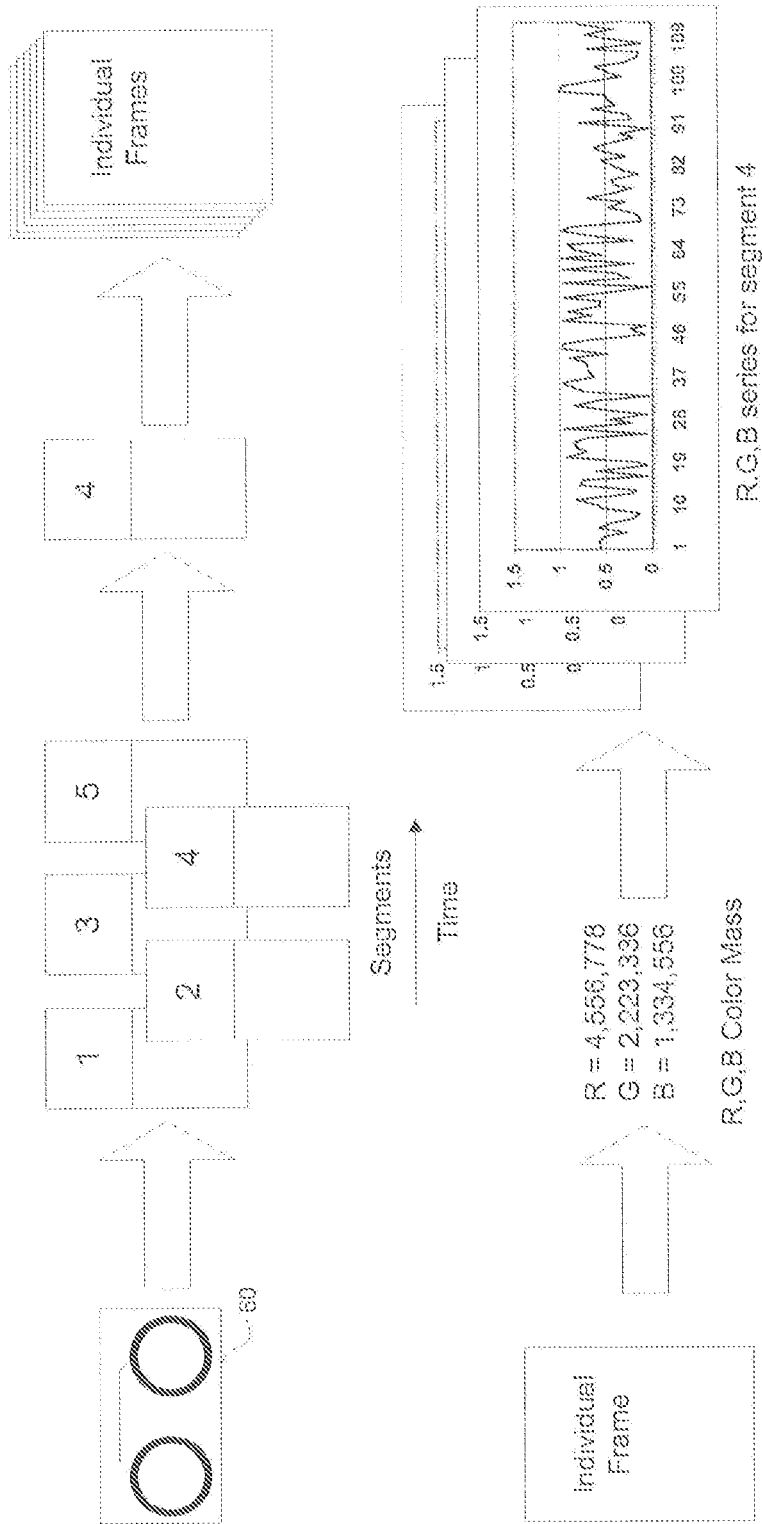 60
1
3
5
2
4
Segments
Time
4
Individual
Frames
Individual
Frame
R = 4,556,778
G = 2,223,336
B = 1,334,556
R,G,B Color Mass
1.5
1
0.5
0
1.5
1
0.5
0
1.5
1
0.5
0
1 10 19 28 37 46 55 64 73 82 91 100 109
R,G,B series for segment 4